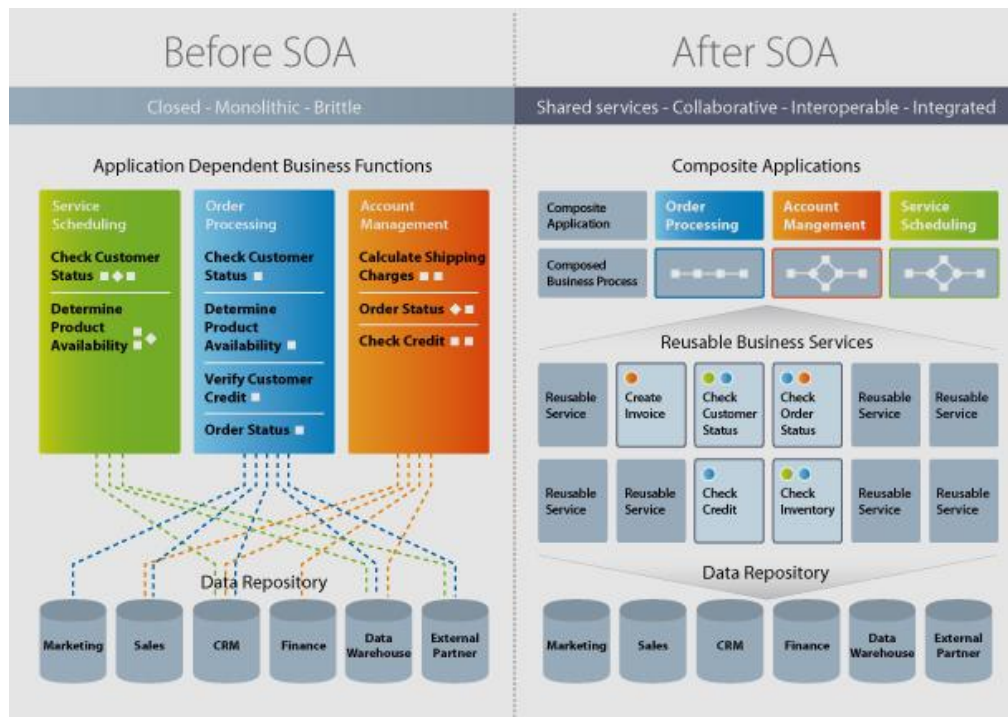 Before SOA
Closed - Monolithic - Brittle
Application Dependent Business Functions
Service
Scheduling
Check Customer
Status
Determine
Product
Availability
Order
Processing
Check Customer
Status
Determine
Product
Availability
Verify Customer
Credit
Order Status
Account
Management
Calculate Shipping
Charges
Order Status
Check Credit
Data Repository
Marketing
Sales
CRM
Finance
Data
Warehouse
External
Partner
After SOA
Shared services - Collaborative - Interoperable - Integrated
Composite Applications
Composite
Application
Order
Processing
Account
Mangement
Service
Scheduling
Composed
Business Process
Reusable Business Services
Reusable
Service
Create
Invoice
Check
Customer
Status
Check
Order
Status
Reusable
Service
Reusable
Service
Reusable
Service
Reusable
Service
Check
Credit
Check
Inventory
Reusable
Service
Reusable
Service
Data Repository
Marketing
Sales
CRM
Finance
Data
Warehouse
External
Partner